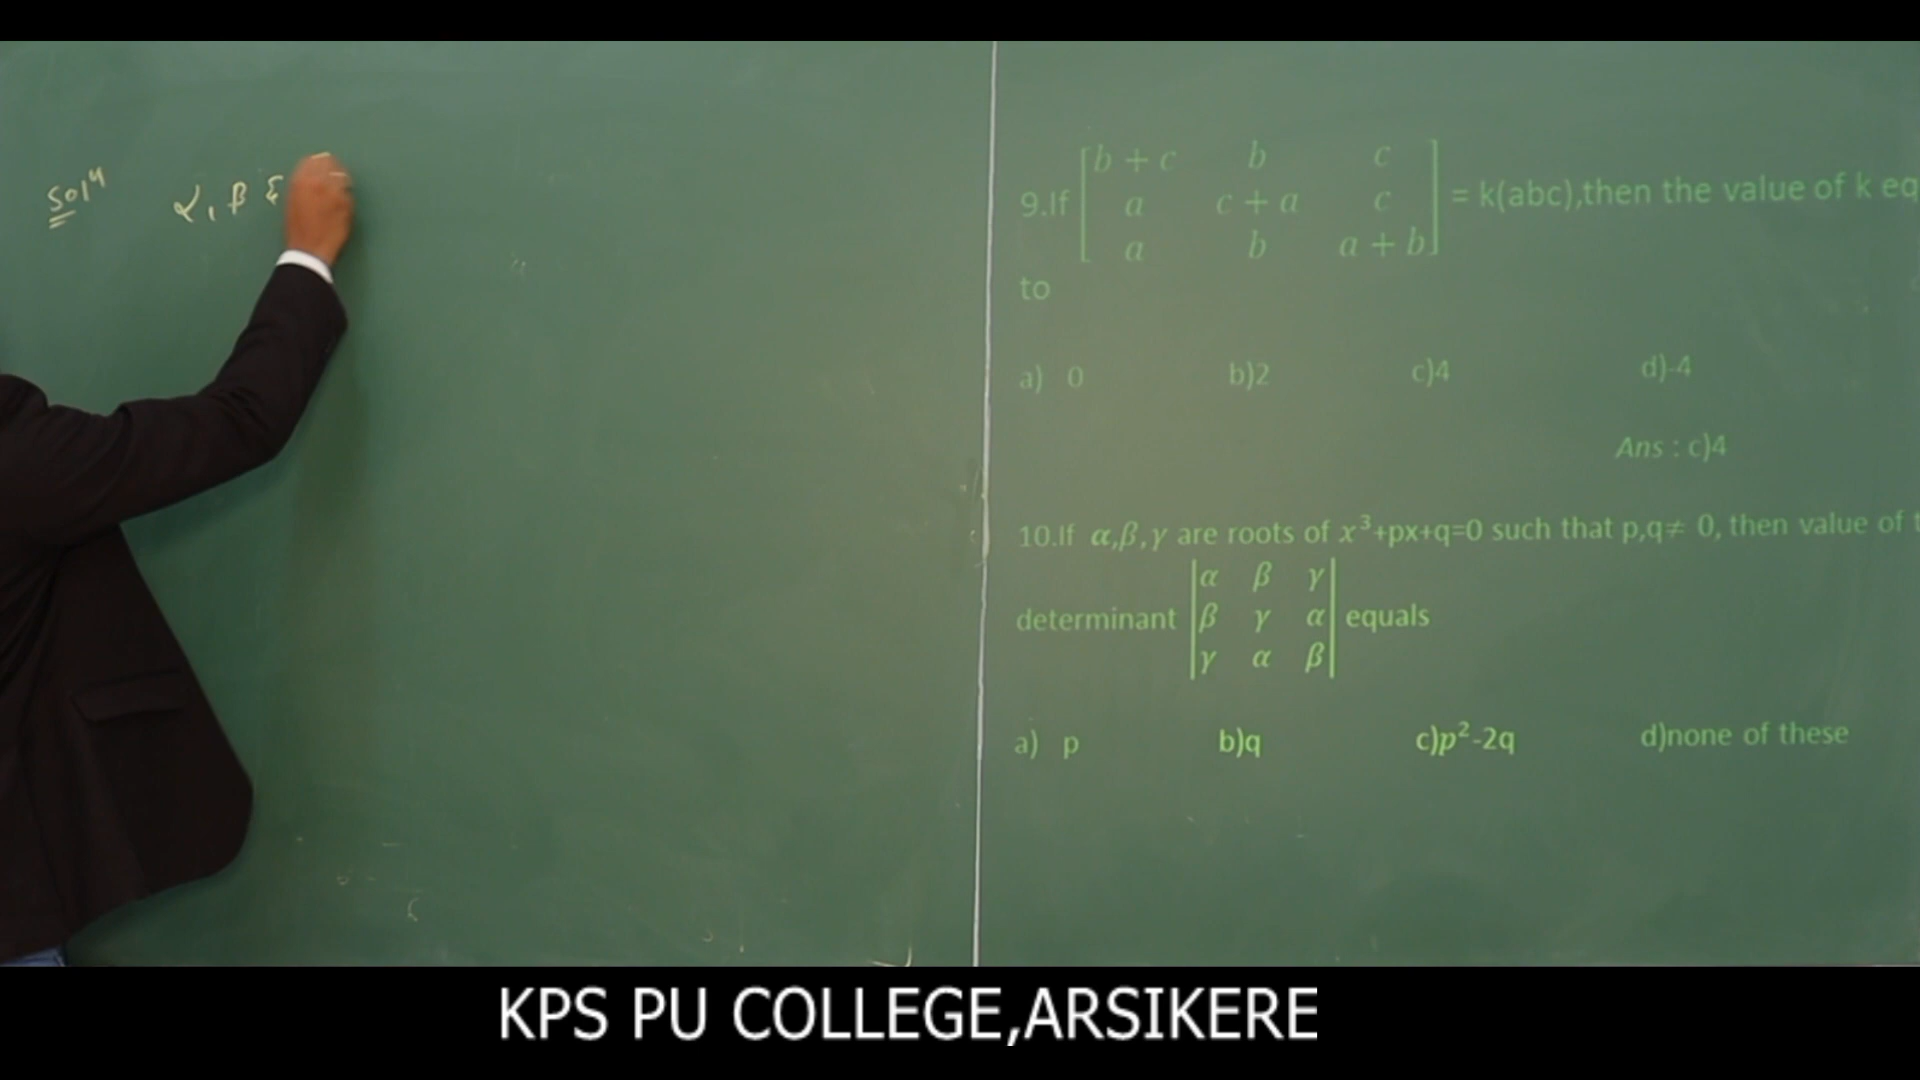 Solⁿ α, β &
9.If [b + c b c
a c + a c
a b a + b] = k(abc),then the value of k eq
to
a) 0 b)2 c)4 d)-4
Ans : c)4
10.If α,β,γ are roots of x³+px+q=0 such that p,q≠ 0, then value of t
determinant |α β γ
β γ α
γ α β| equals
a) p b)q c)p²-2q d)none of these
KPS PU COLLEGE,ARSIKERE